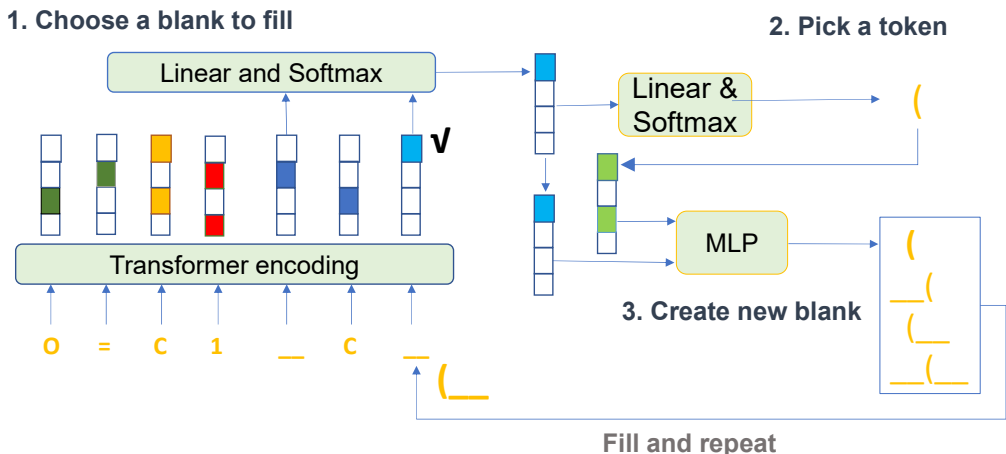 1. Choose a blank to fill
2. Pick a token
Linear and Softmax
Linear &
Softmax
(
√
Transformer encoding
MLP
3. Create new blank
O = C 1 __ C __
(__
(
__(
(__
__(__
Fill and repeat